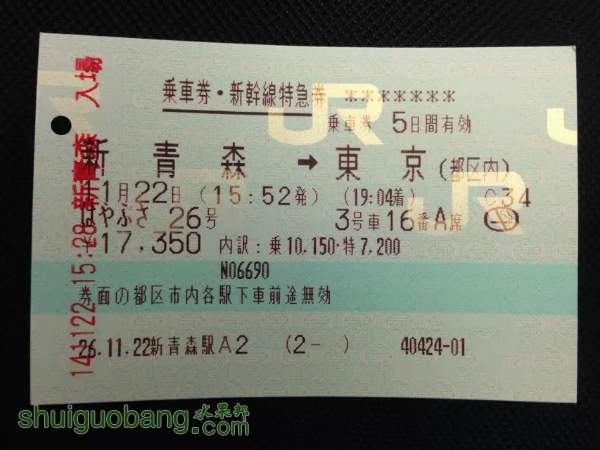 乗車券・新幹線特急券 *******
乗車券 5日間有効
新青森 → 東京(都区内)
11月22日 (15:52発) (19:04着) 034
はやぶさ 26号 3号車16番A席
¥17,350 内訳:乗10,150・特7,200
N06690
券面の都区市内各駅下車前途無効
26.11.22新青森駅A2 (2- ) 40424-01
14.1122 15:28 新青森 入場
JR
JR
shuiguobang.com
水果邦